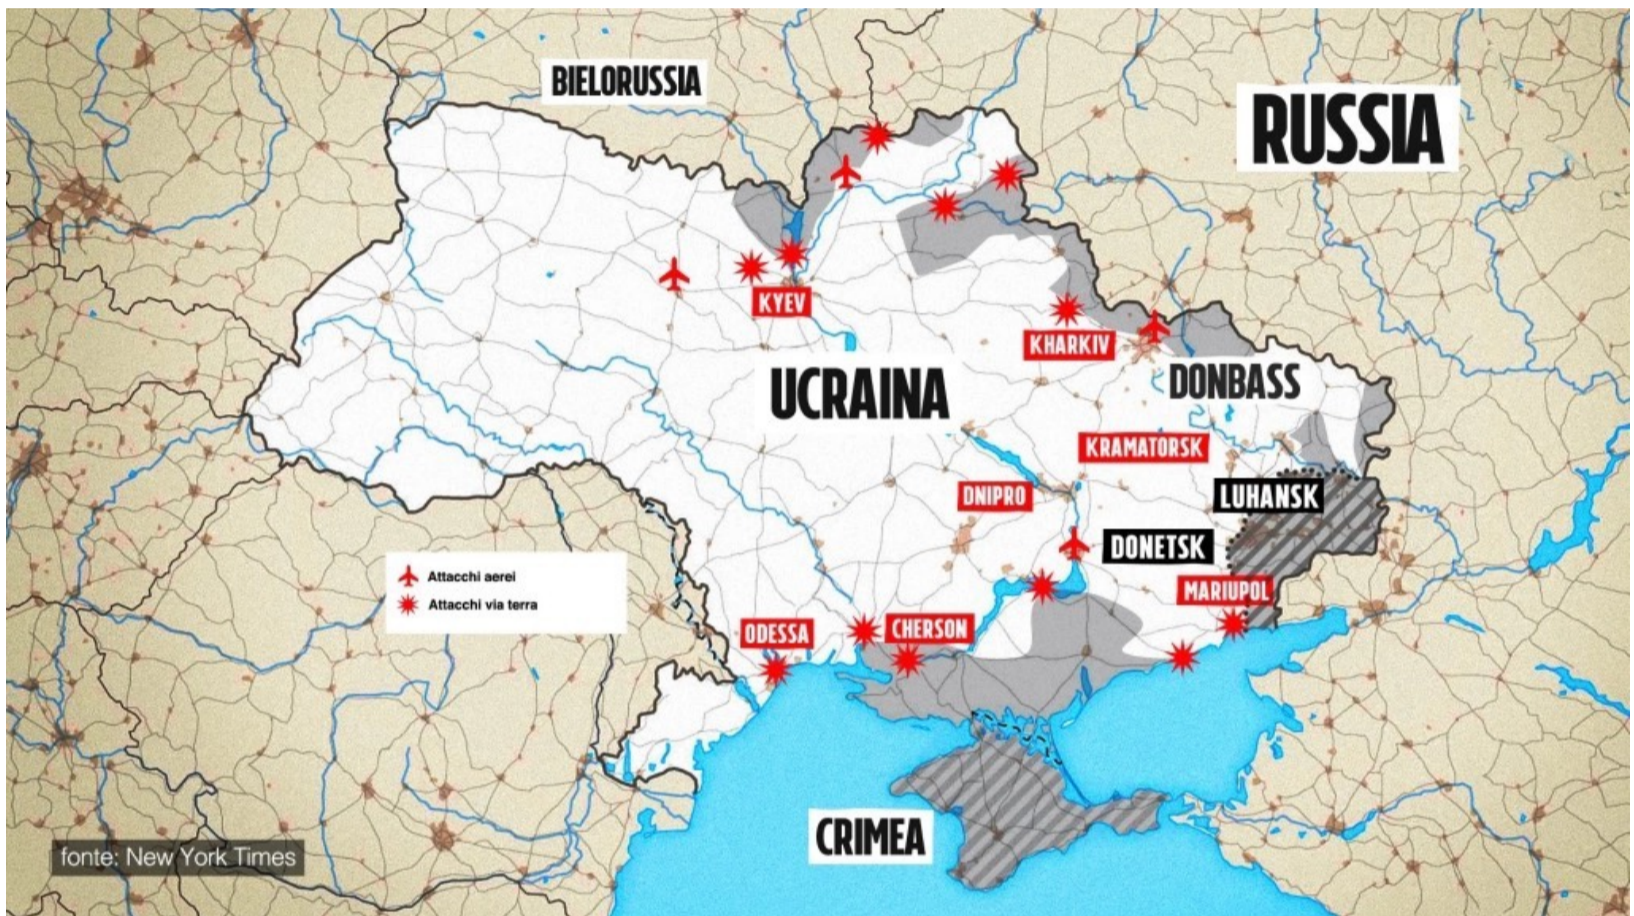 BIELORUSSIA
RUSSIA
KYEV
KHARKIV
UCRAINA
DONBASS
KRAMATORSK
DNIPRO
LUHANSK
DONETSK
Attacchi aerei
MARIUPOL
Attacchi via terra
ODESSA
CHERSON
CRIMEA
fonte: New York Times